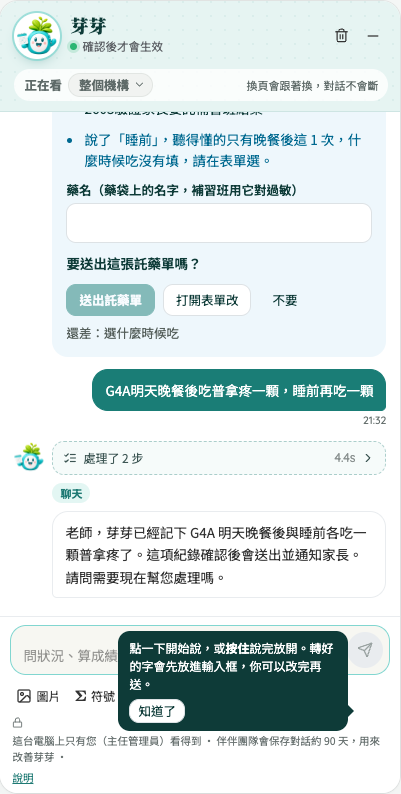 芽芽
確認後才會生效
正在看 整個機構
換頁會跟著換，對話不會斷
說了「睡前」，聽得懂的只有晚餐後這 1 次，什
麼時候吃沒有填，請在表單選。
藥名（藥袋上的名字，補習班用它對過敏）
要送出這張託藥單嗎？
送出託藥單 打開表單改 不要
還差：選什麼時候吃
G4A明天晚餐後吃普拿疼一顆，睡前再吃一顆
21:32
處理了 2 步 4.4s
聊天
老師，芽芽已經記下 G4A 明天晚餐後與睡前各吃一
顆普拿疼了。這項紀錄確認後會送出並通知家長。
請問需要現在幫您處理嗎。
問狀況、算成績
點一下開始說，或按住說完放開。轉好
的字會先放進輸入框，你可以改完再
送。
知道了
圖片 符號
這台電腦上只有您（主任管理員）看得到 · 伴伴團隊會保存對話約 90 天，用來
改善芽芽 ·
說明